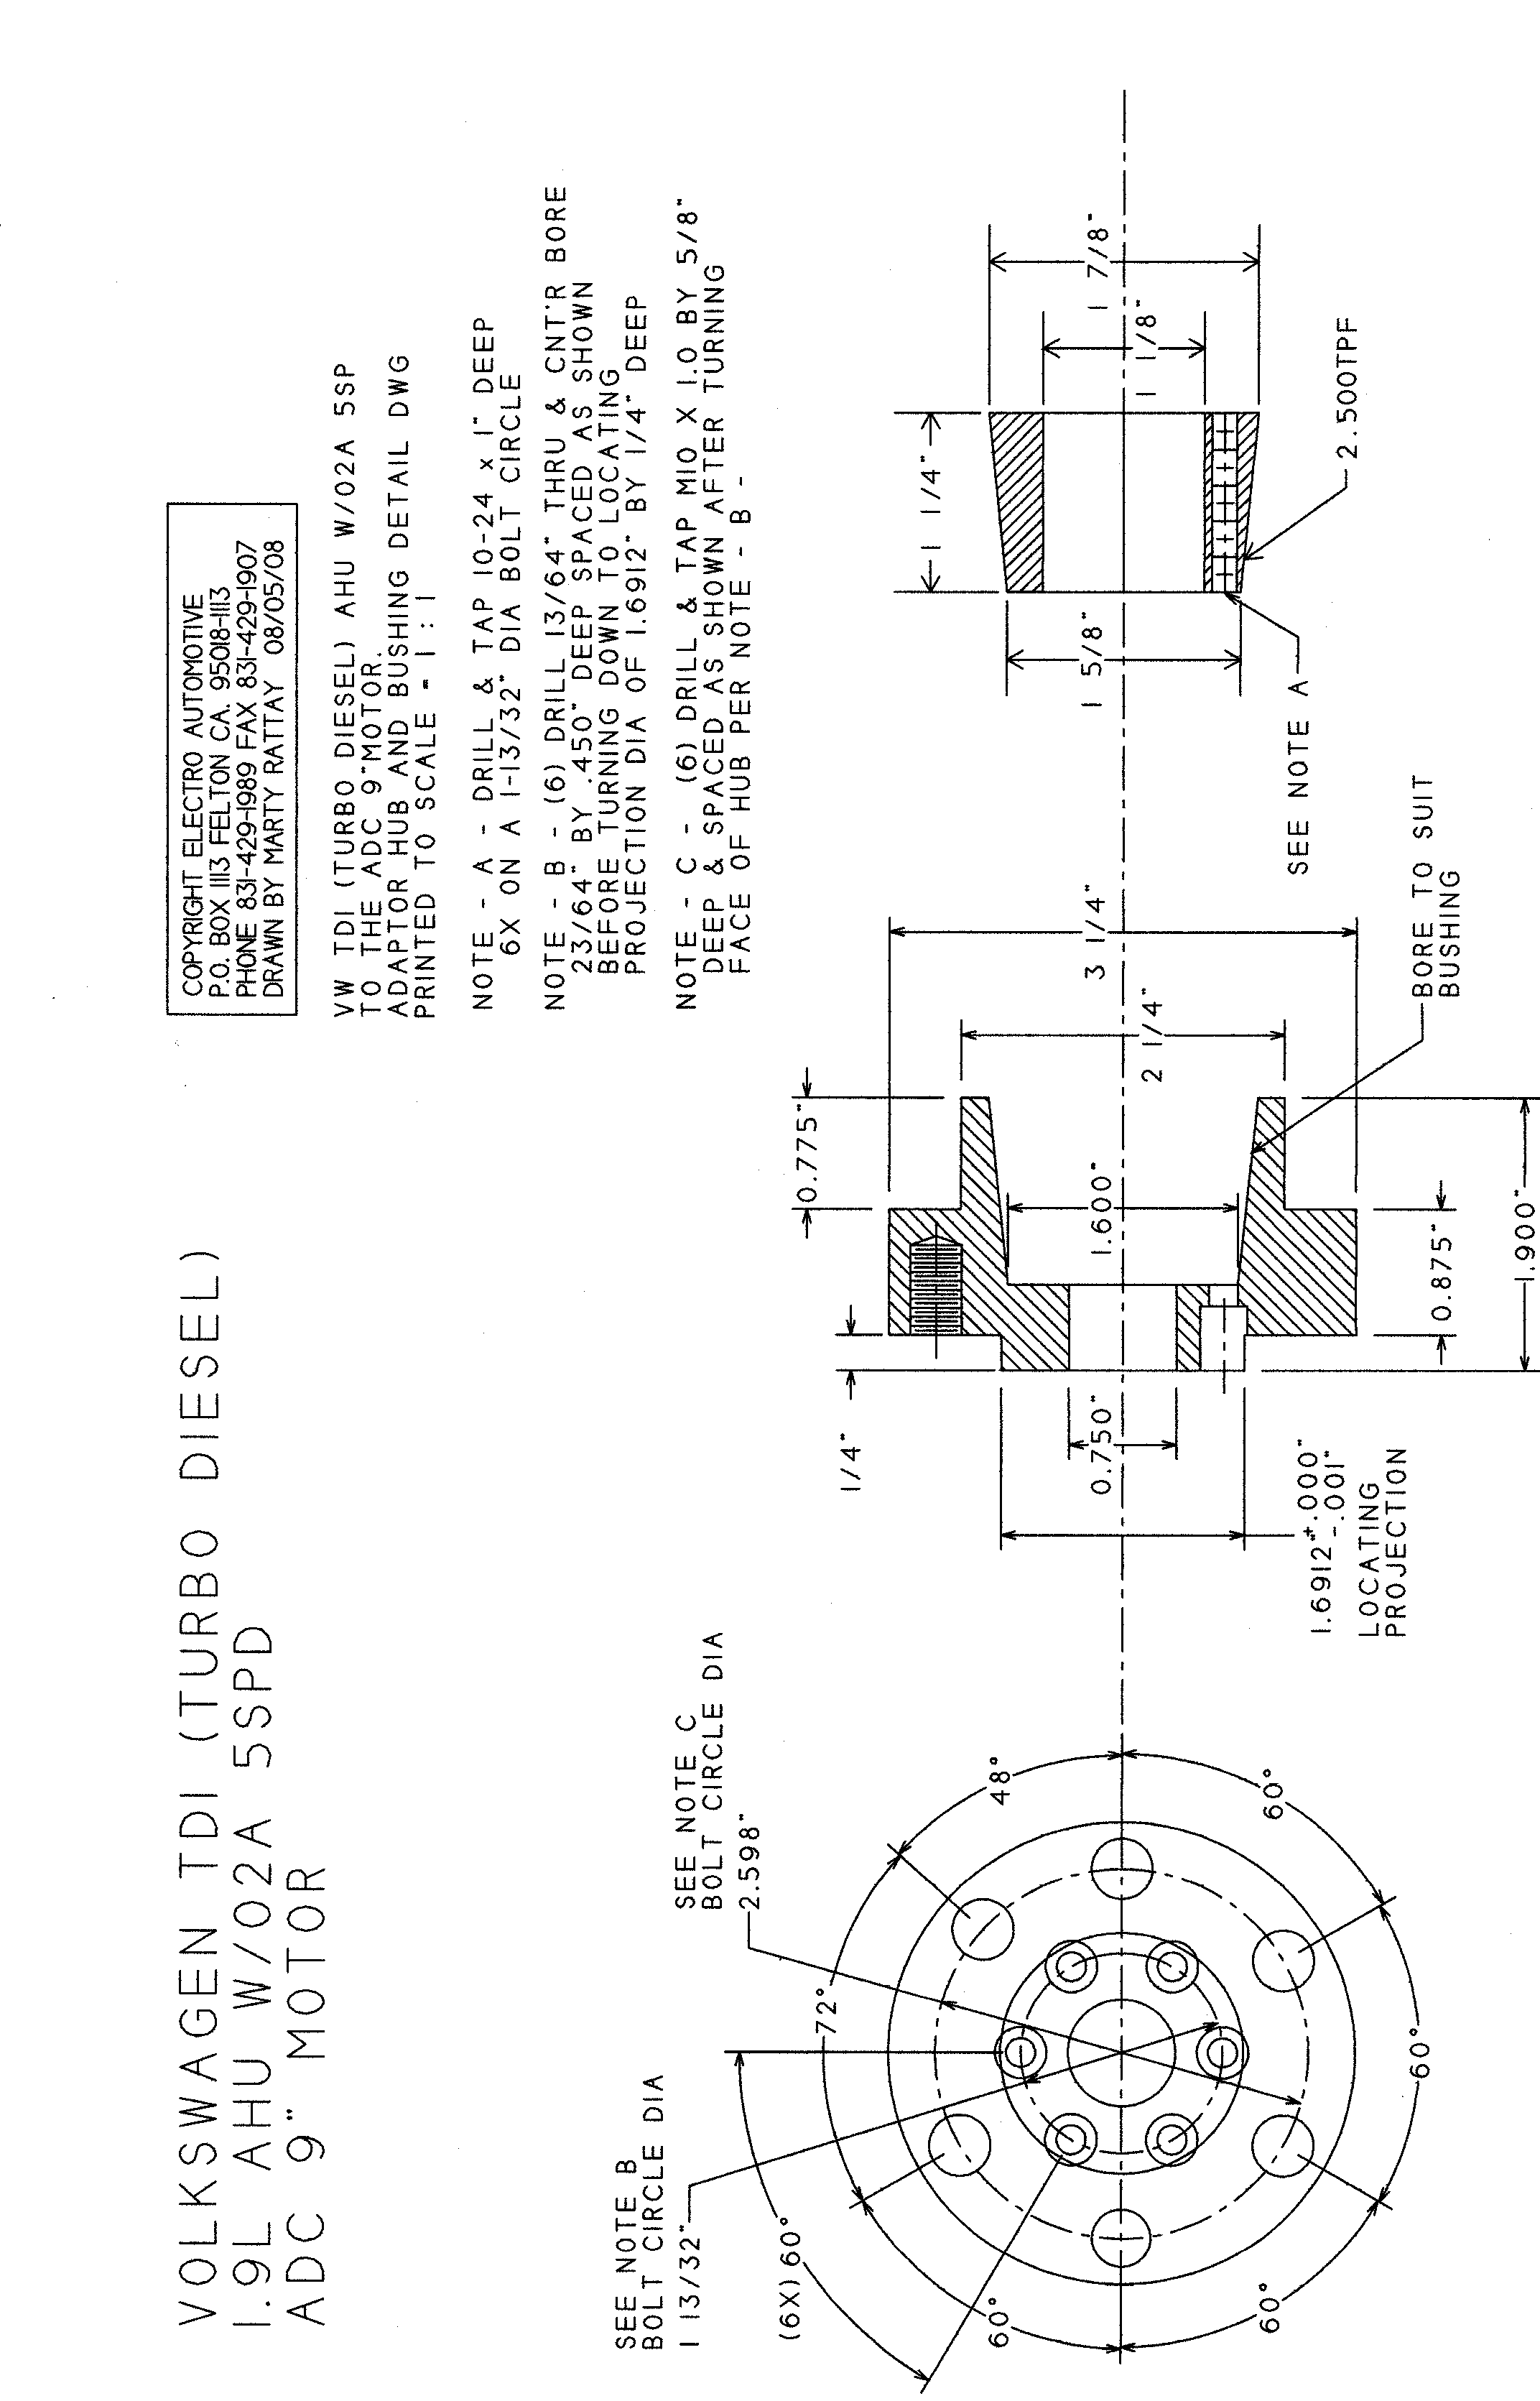 VOLKSWAGEN TDI (TURBO DIESEL)
1.9L AHU W/02A 5SPD
ADC 9" MOTOR
COPYRIGHT ELECTRO AUTOMOTIVE
P.O. BOX 1113 FELTON CA. 95018-1113
PHONE 831-429-1989 FAX 831-429-1907
DRAWN BY MARTY RATTAY 08/05/08
VW TDI (TURBO DIESEL) AHU W/02A 5SP
TO THE ADC 9"MOTOR.
ADAPTOR HUB AND BUSHING DETAIL DWG
PRINTED TO SCALE = 1 : 1
NOTE - A - DRILL & TAP 10-24 x 1" DEEP
6X ON A 1-13/32" DIA BOLT CIRCLE
NOTE - B - (6) DRILL 13/64" THRU & CNT'R BORE
23/64" BY .450" DEEP SPACED AS SHOWN
BEFORE TURNING DOWN TO LOCATING
PROJECTION DIA OF 1.6912" BY 1/4" DEEP
NOTE - C - (6) DRILL & TAP M10 X 1.0 BY 5/8"
DEEP & SPACED AS SHOWN AFTER TURNING
FACE OF HUB PER NOTE - B -
SEE NOTE B
BOLT CIRCLE DIA
1 13/32"
(6X) 60°
SEE NOTE C
BOLT CIRCLE DIA
2.598"
72°
48°
60°
60°
60°
60°
60°
1/4"
0.775"
0.750"
1.600"
2 1/4"
3 1/4"
1.6912" +.000"
-.001"
LOCATING
PROJECTION
0.875"
1.900"
BORE TO SUIT
BUSHING
1 1/4"
1 5/8"
1 1/8"
1 7/8"
SEE NOTE A
2.500TPF